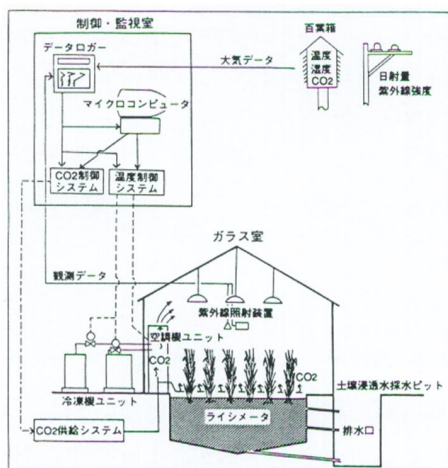 制御・監視室
データロガー
マイクロコンピュータ
CO2制御
システム
温度制御
システム
大気データ
百葉箱
温度
湿度
CO2
日射量
紫外線強度
ガラス室
観測データ
紫外線照射装置
空調機ユニット
CO2
CO2
冷凍機ユニット
CO2供給システム
ライシメータ
土壌浸透水採水ピット
排水口